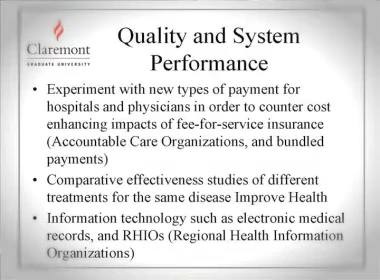 Claremont
GRADUATE UNIVERSITY
Quality and System
Performance
• Experiment with new types of payment for
hospitals and physicians in order to counter cost
enhancing impacts of fee-for-service insurance
(Accountable Care Organizations, and bundled
payments)
• Comparative effectiveness studies of different
treatments for the same disease Improve Health
• Information technology such as electronic medical
records, and RHIOs (Regional Health Information
Organizations)